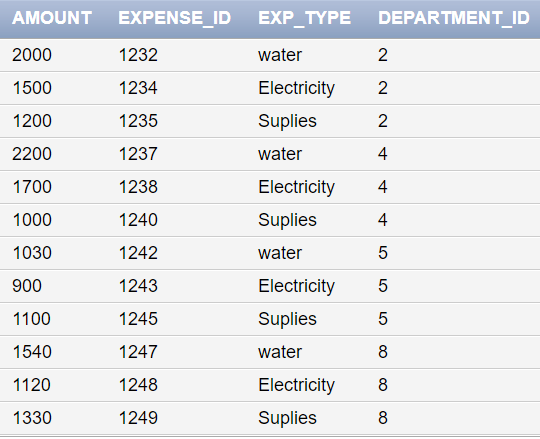 AMOUNT EXPENSE_ID EXP_TYPE DEPARTMENT_ID
2000 1232 water 2
1500 1234 Electricity 2
1200 1235 Suplies 2
2200 1237 water 4
1700 1238 Electricity 4
1000 1240 Suplies 4
1030 1242 water 5
900 1243 Electricity 5
1100 1245 Suplies 5
1540 1247 water 8
1120 1248 Electricity 8
1330 1249 Suplies 8